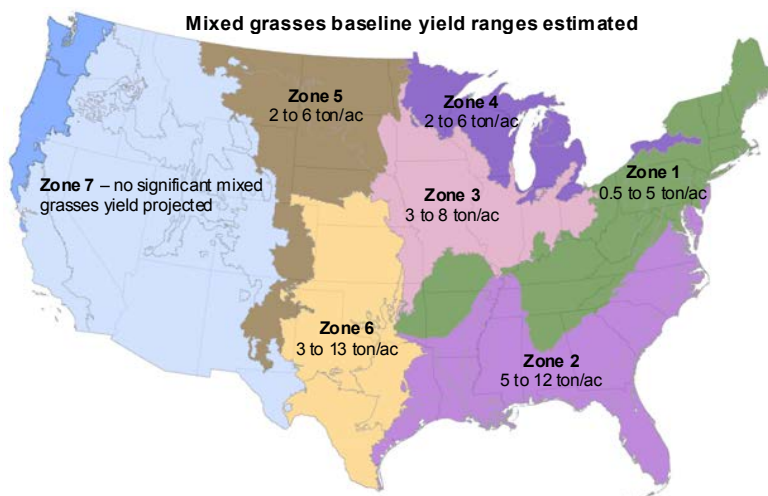 Mixed grasses baseline yield ranges estimated
Zone 5
2 to 6 ton/ac
Zone 4
2 to 6 ton/ac
Zone 7 – no significant mixed
grasses yield projected
Zone 3
3 to 8 ton/ac
Zone 1
0.5 to 5 ton/ac
Zone 6
3 to 13 ton/ac
Zone 2
5 to 12 ton/ac